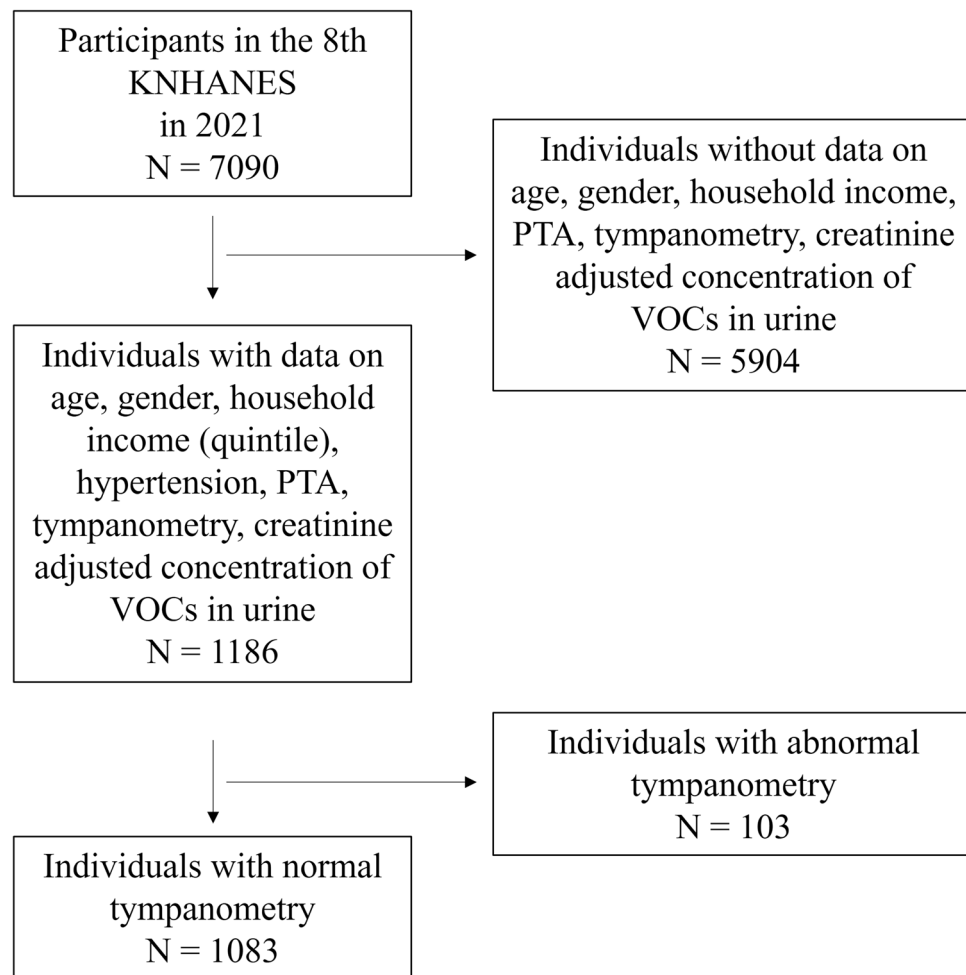 Participants in the 8th
KNHANES
in 2021
N = 7090
Individuals without data on
age, gender, household income,
PTA, tympanometry, creatinine
adjusted concentration of
VOCs in urine
N = 5904
Individuals with data on
age, gender, household
income (quintile),
hypertension, PTA,
tympanometry, creatinine
adjusted concentration of
VOCs in urine
N = 1186
Individuals with abnormal
tympanometry
N = 103
Individuals with normal
tympanometry
N = 1083